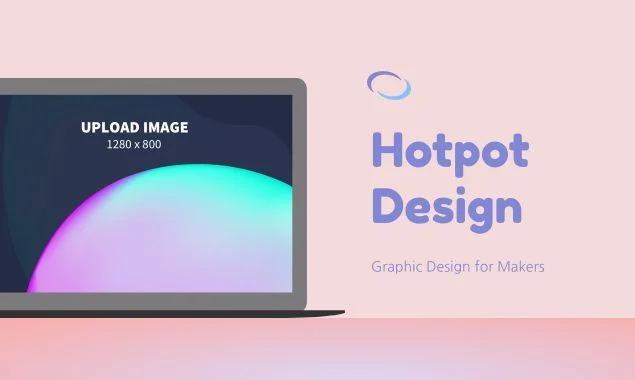 UPLOAD IMAGE
1280 x 800
Hotpot
Design
Graphic Design for Makers